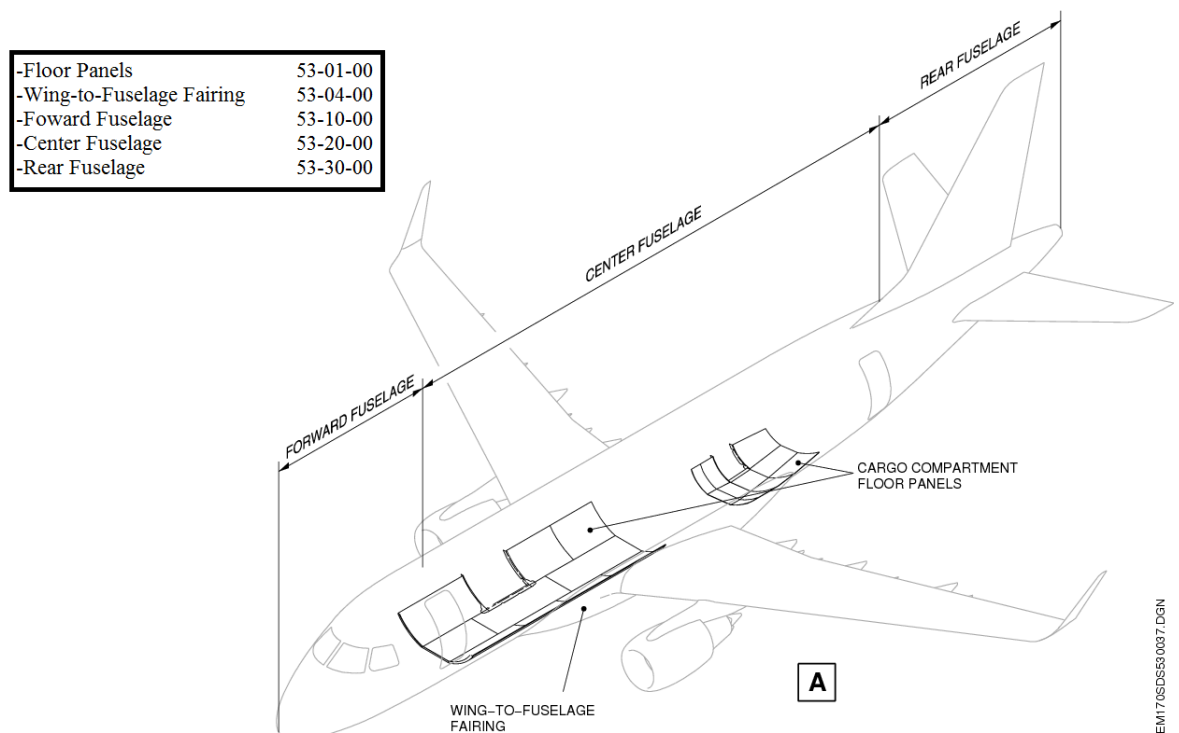 -Floor Panels 53-01-00
-Wing-to-Fuselage Fairing 53-04-00
-Foward Fuselage 53-10-00
-Center Fuselage 53-20-00
-Rear Fuselage 53-30-00
REAR FUSELAGE
CENTER FUSELAGE
FORWARD FUSELAGE
CARGO COMPARTMENT
FLOOR PANELS
WING-TO-FUSELAGE
FAIRING
A
EM170SDS530037.DGN